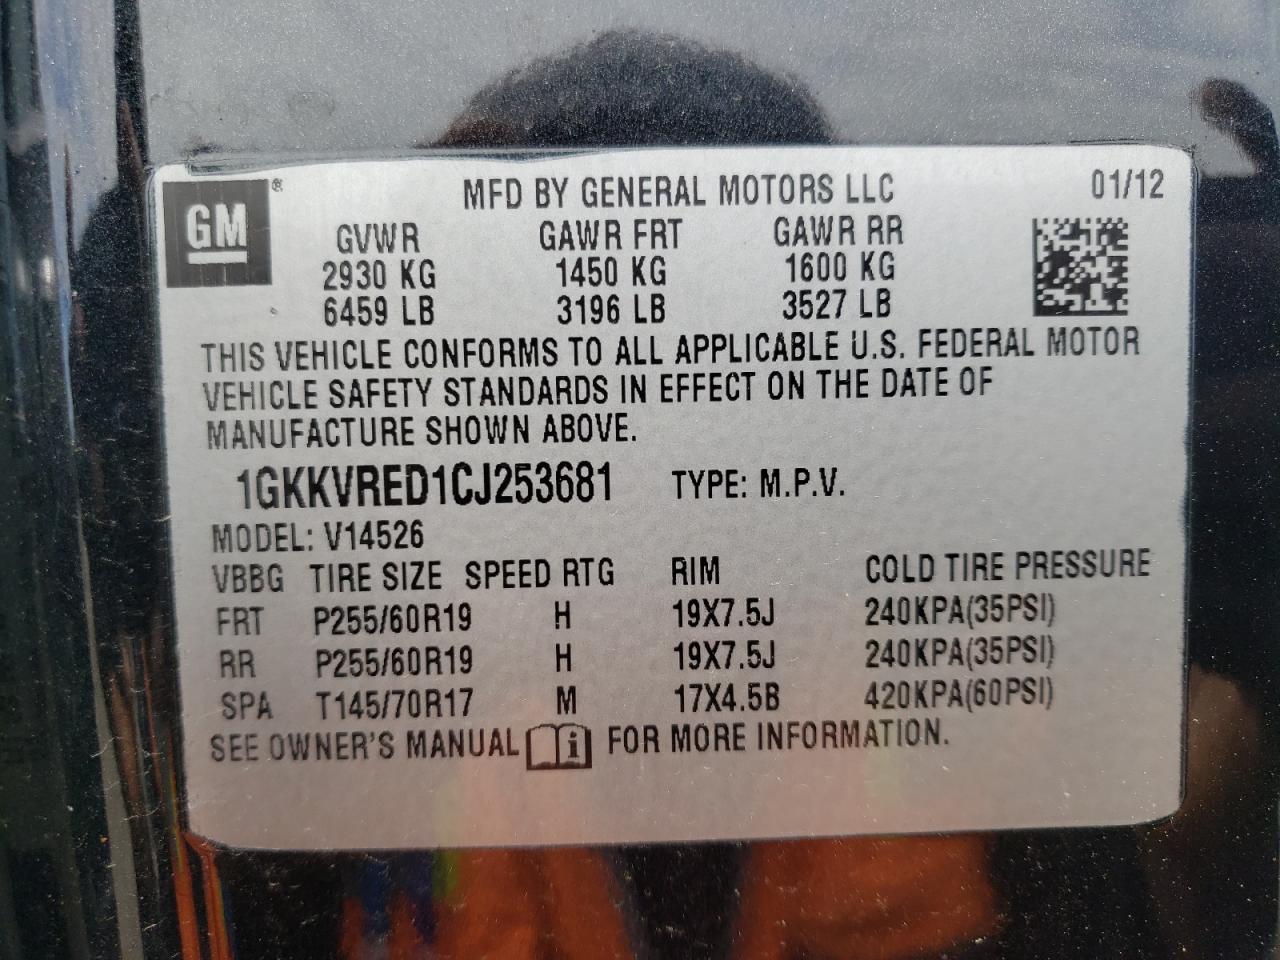 GM ® MFD BY GENERAL MOTORS LLC 01/12
GVWR GAWR FRT GAWR RR
2930 KG 1450 KG 1600 KG
6459 LB 3196 LB 3527 LB
THIS VEHICLE CONFORMS TO ALL APPLICABLE U.S. FEDERAL MOTOR
VEHICLE SAFETY STANDARDS IN EFFECT ON THE DATE OF
MANUFACTURE SHOWN ABOVE.
1GKKVRED1CJ253681 TYPE: M.P.V.
MODEL: V14526
VBBG TIRE SIZE SPEED RTG RIM COLD TIRE PRESSURE
FRT P255/60R19 H 19X7.5J 240KPA(35PSI)
RR P255/60R19 H 19X7.5J 240KPA(35PSI)
SPA T145/70R17 M 17X4.5B 420KPA(60PSI)
SEE OWNER'S MANUAL i FOR MORE INFORMATION.